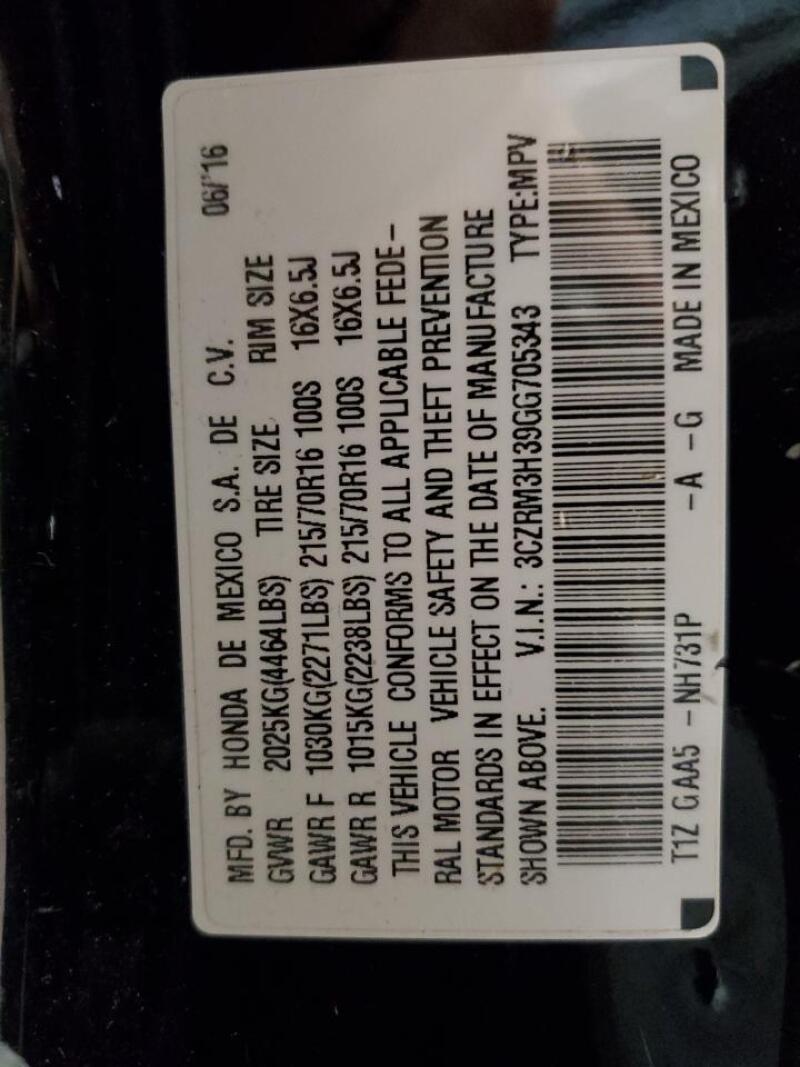 MFD. BY HONDA DE MEXICO S.A. DE C.V. 06/'16
GVWR 2025KG(4464LBS) TIRE SIZE RIM SIZE
GAWR F 1030KG(2271LBS) 215/70R16 100S 16X6.5J
GAWR R 1015KG(2238LBS) 215/70R16 100S 16X6.5J
THIS VEHICLE CONFORMS TO ALL APPLICABLE FEDE-
RAL MOTOR VEHICLE SAFETY AND THEFT PREVENTION
STANDARDS IN EFFECT ON THE DATE OF MANUFACTURE
SHOWN ABOVE. V.I.N.: 3CZRM3H39GG705343 TYPE:MPV
T1Z GAA5 -NH731P -A -G MADE IN MEXICO